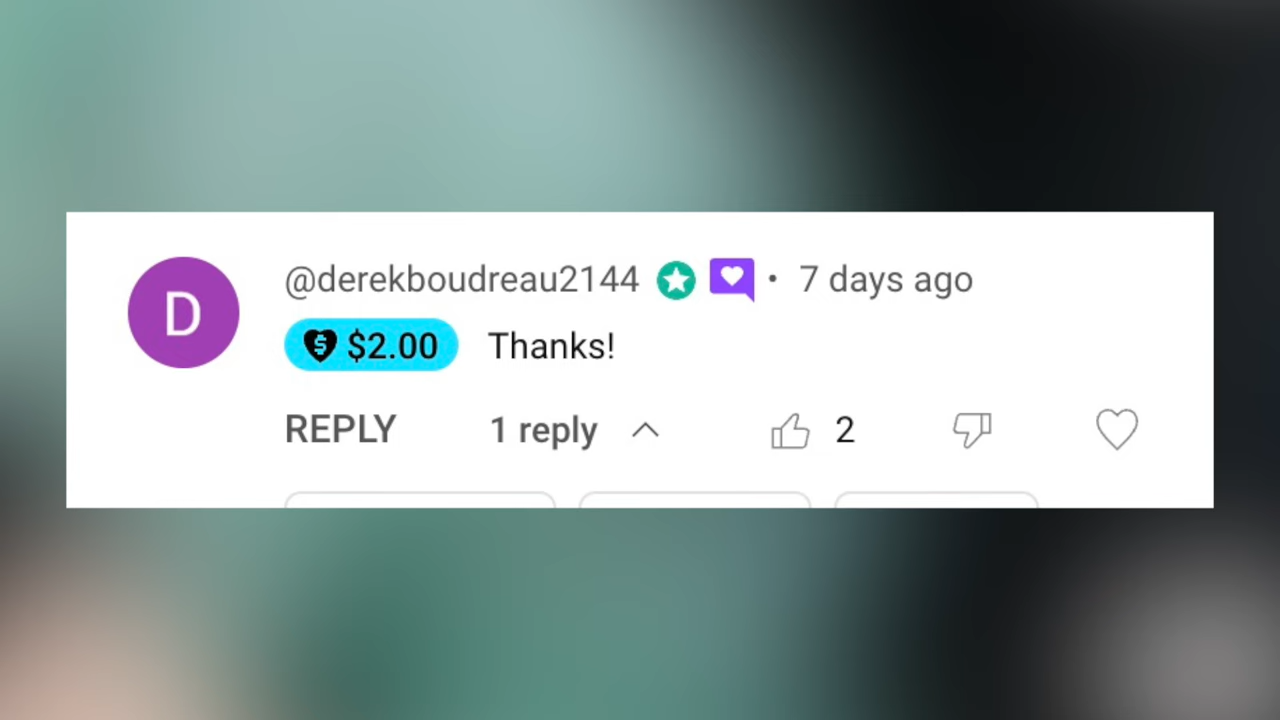 D
@derekboudreau2144 • 7 days ago
$2.00 Thanks!
REPLY 1 reply 2